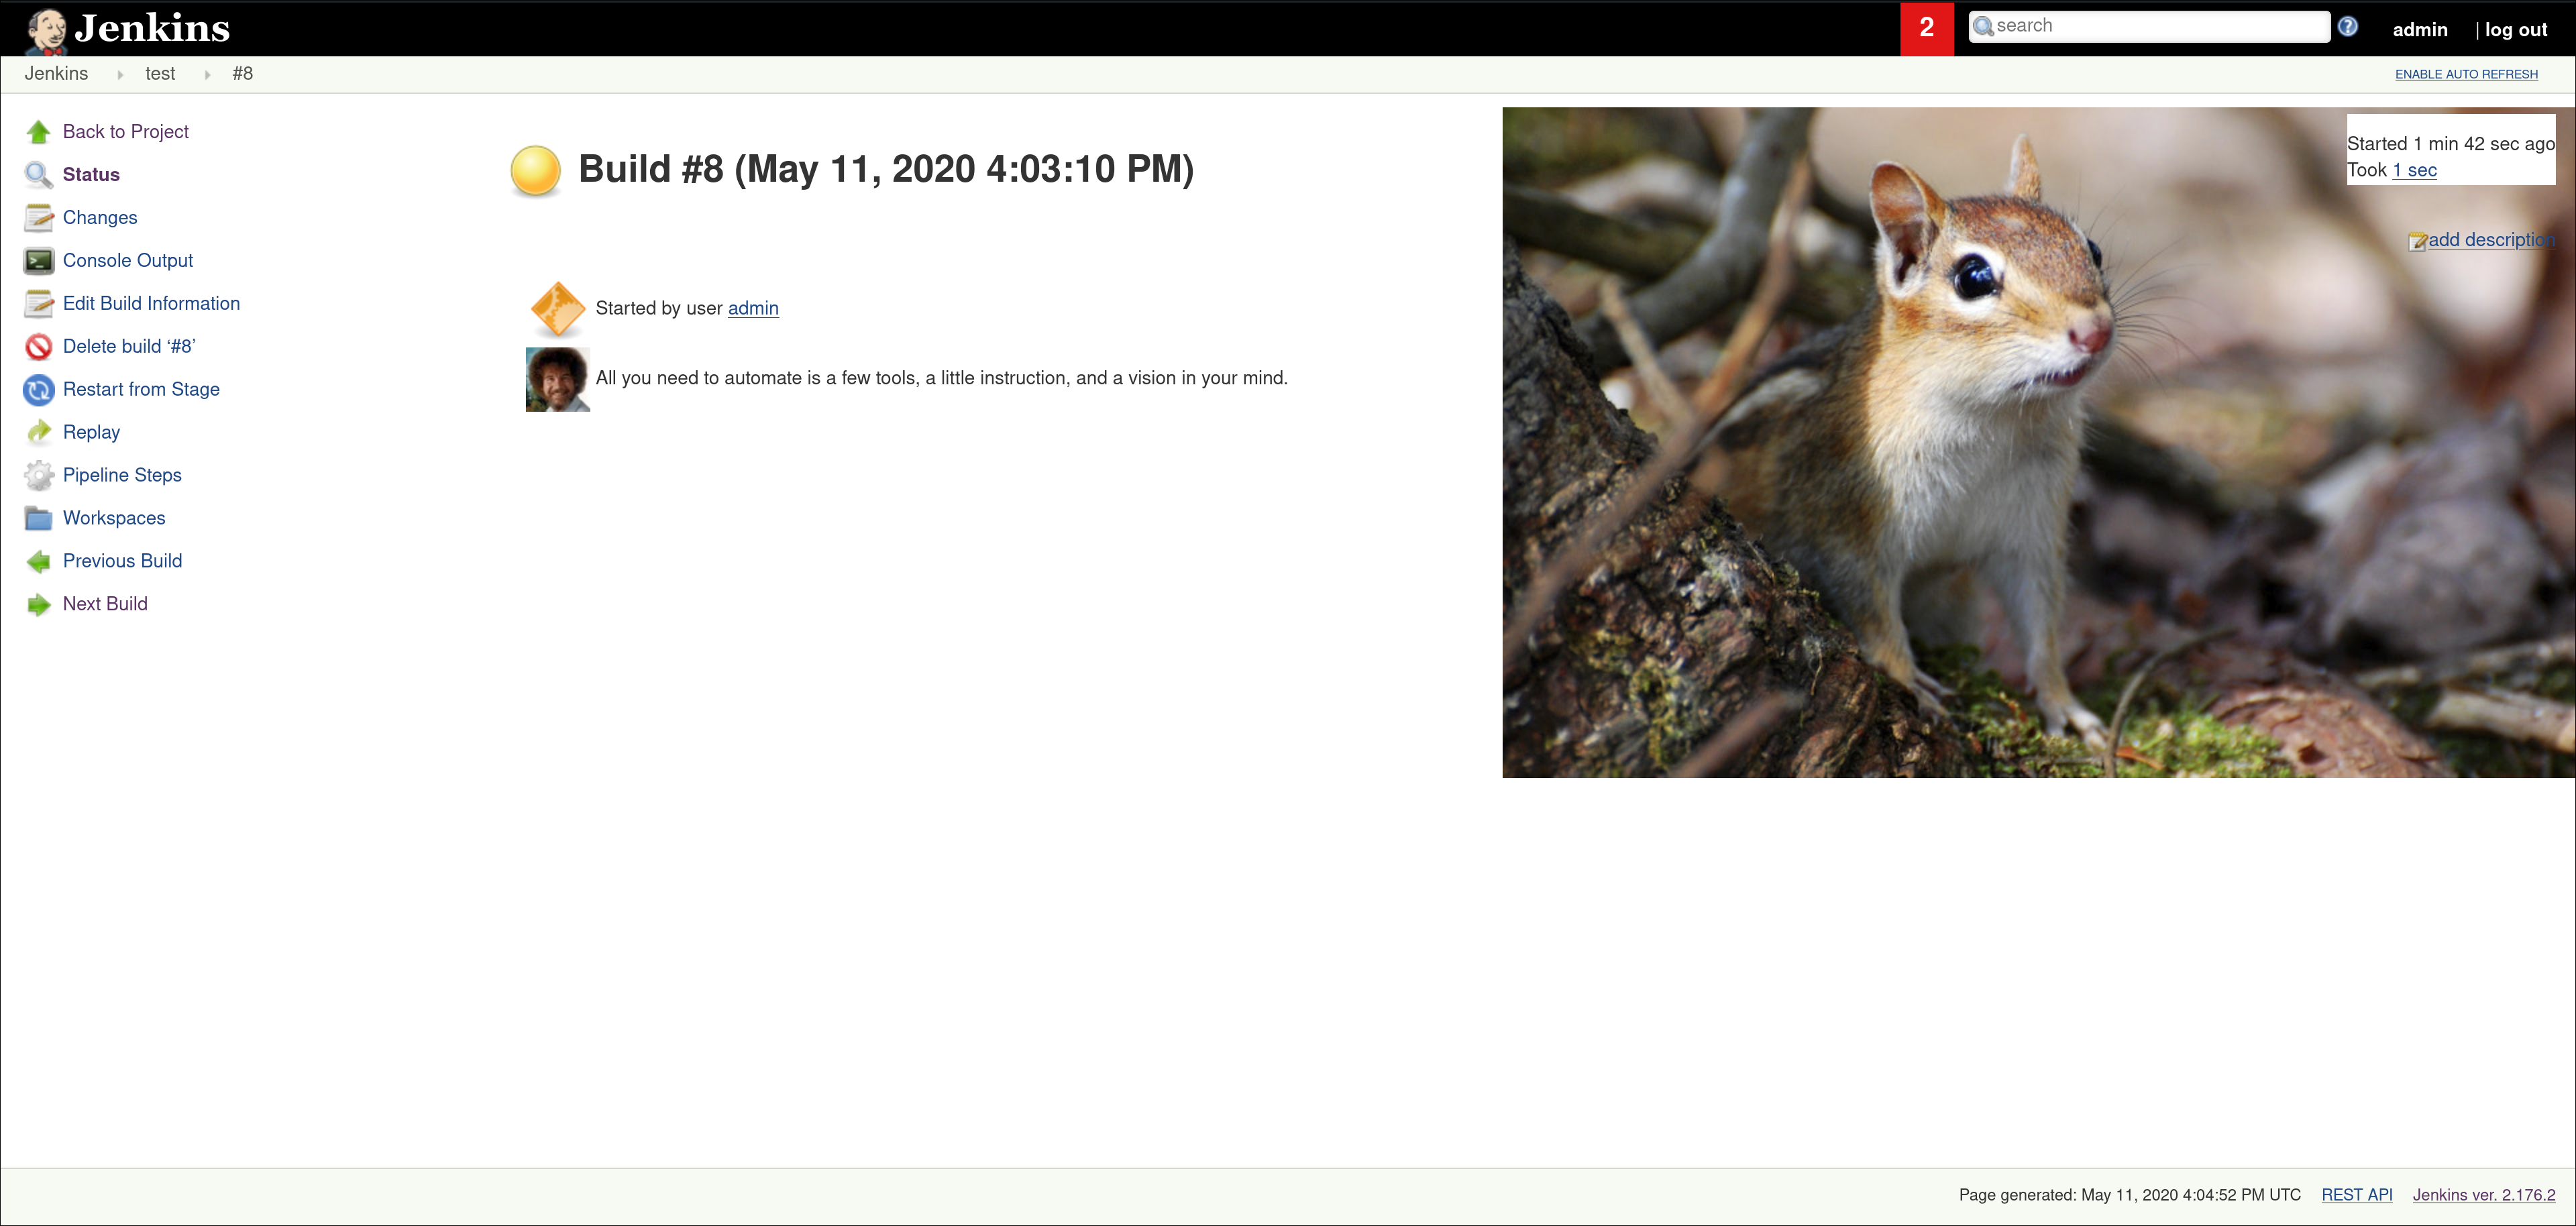 Jenkins
2
search
admin
| log out
Jenkins
test
#8
ENABLE AUTO REFRESH
Back to Project
Status
Changes
Console Output
Edit Build Information
Delete build ‘#8’
Restart from Stage
Replay
Pipeline Steps
Workspaces
Previous Build
Next Build
Build #8 (May 11, 2020 4:03:10 PM)
Started by user admin
All you need to automate is a few tools, a little instruction, and a vision in your mind.
Started 1 min 42 sec ago
Took 1 sec
add description
Page generated: May 11, 2020 4:04:52 PM UTC
REST API
Jenkins ver. 2.176.2